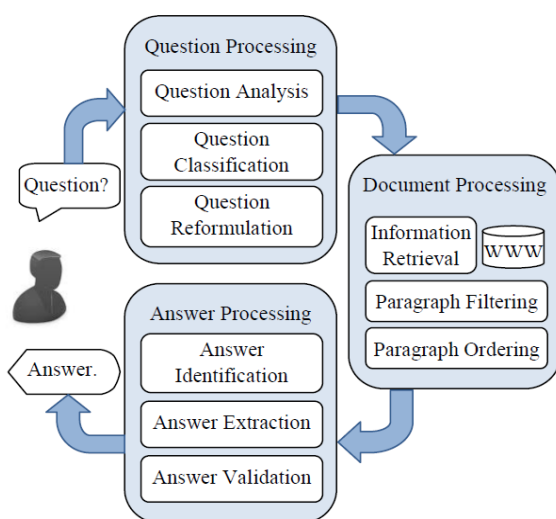 Question Processing
Question Analysis
Question
Classification
Question
Reformulation
Question?
Document Processing
Information
Retrieval
WWW
Paragraph Filtering
Paragraph Ordering
Answer Processing
Answer
Identification
Answer Extraction
Answer Validation
Answer.